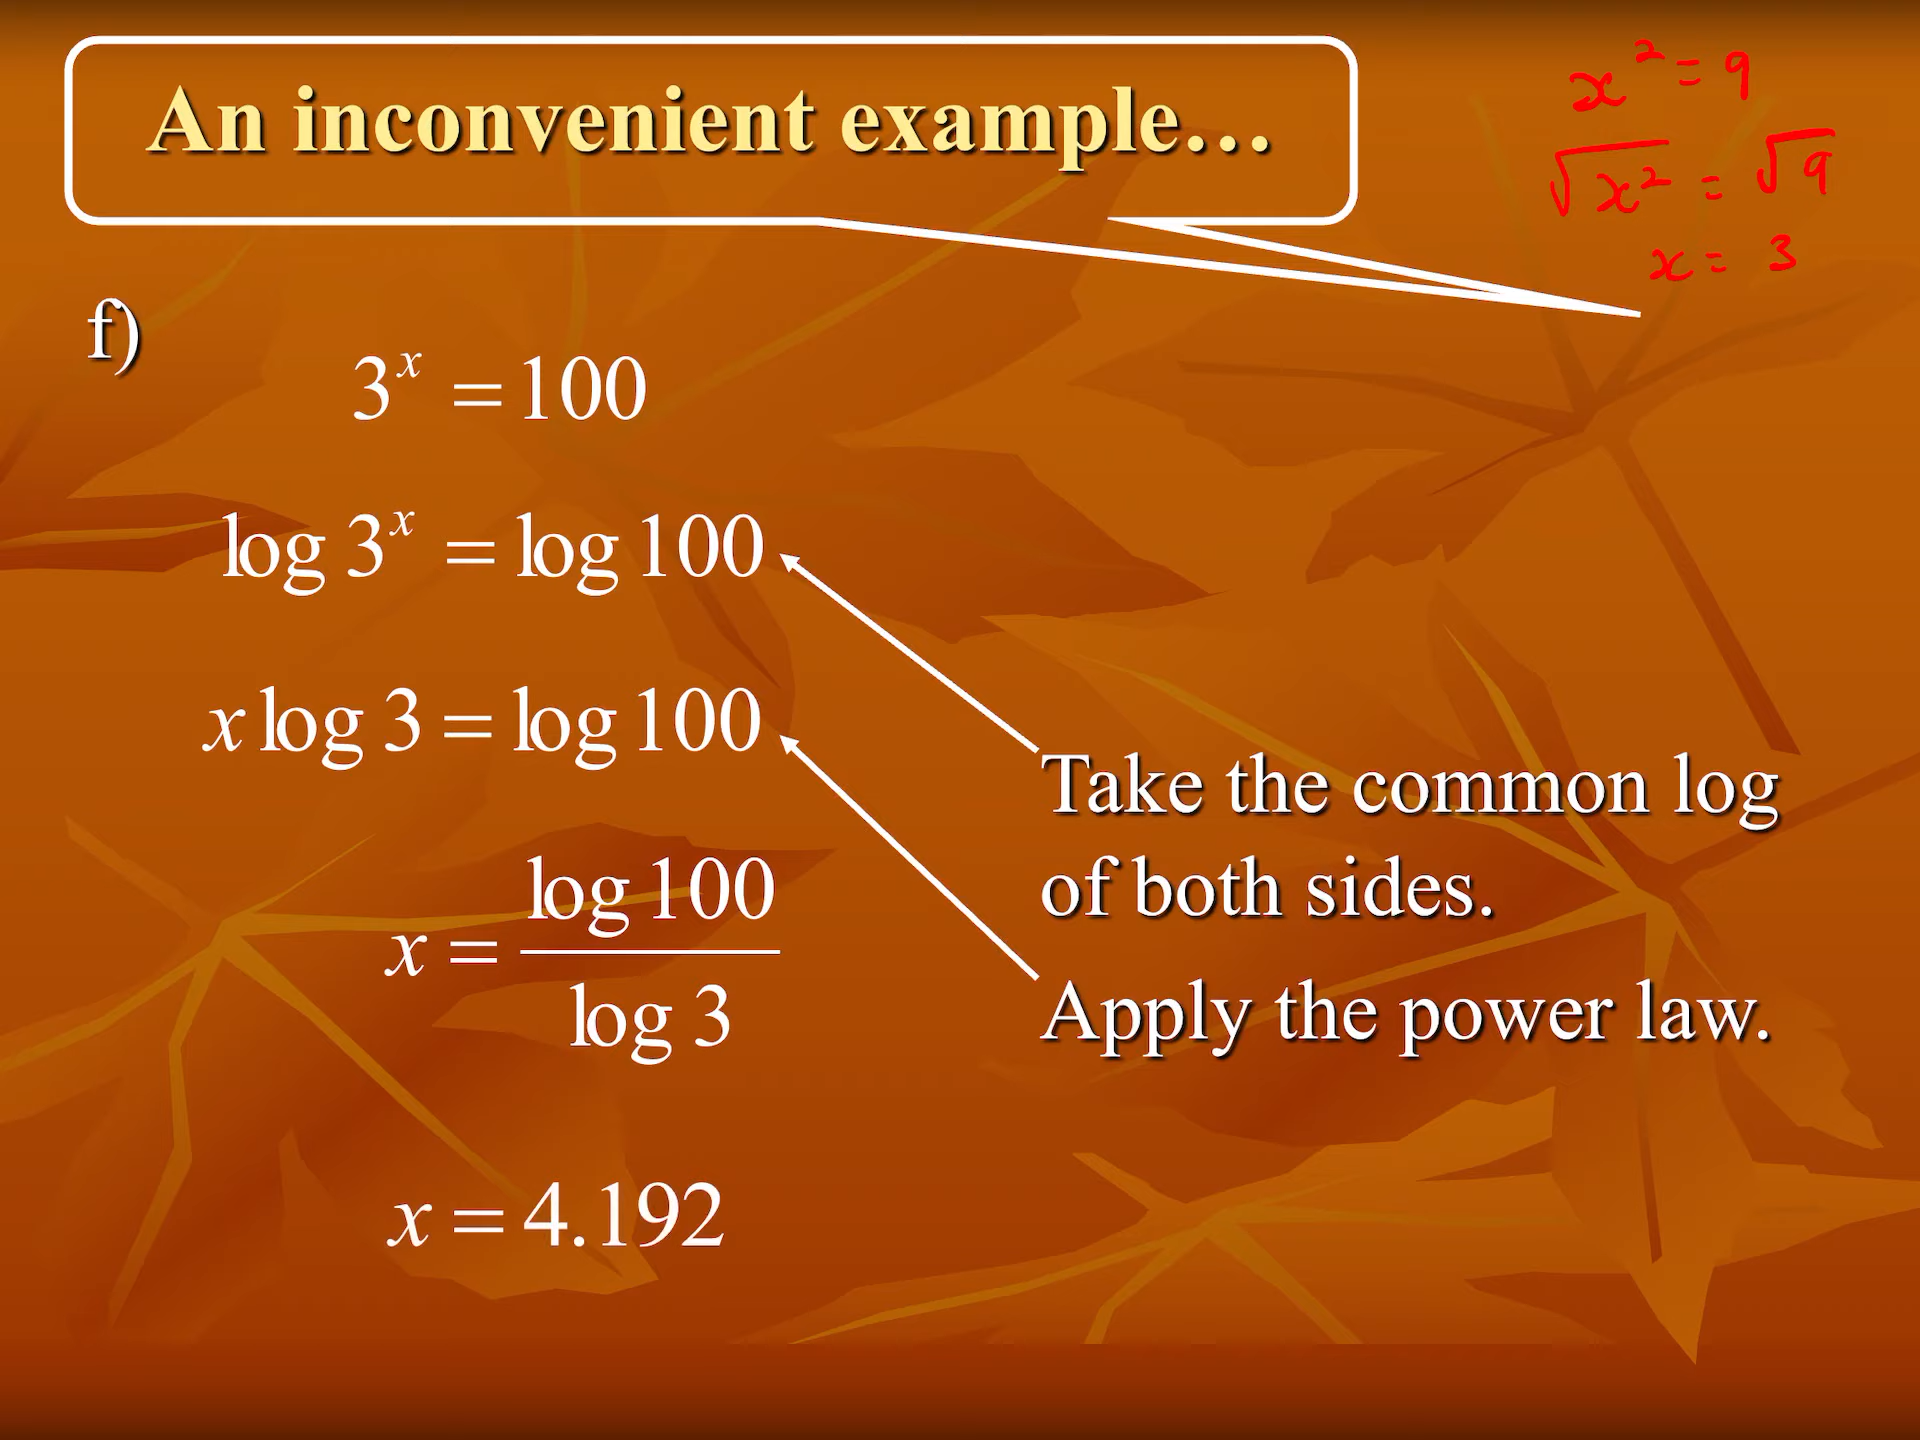 An inconvenient example…
x² = 9
√x² = √9
x = 3
f)
3ˣ = 100
log 3ˣ = log 100
x log 3 = log 100
x = log 100 / log 3
x = 4.192
Take the common log
of both sides.
Apply the power law.